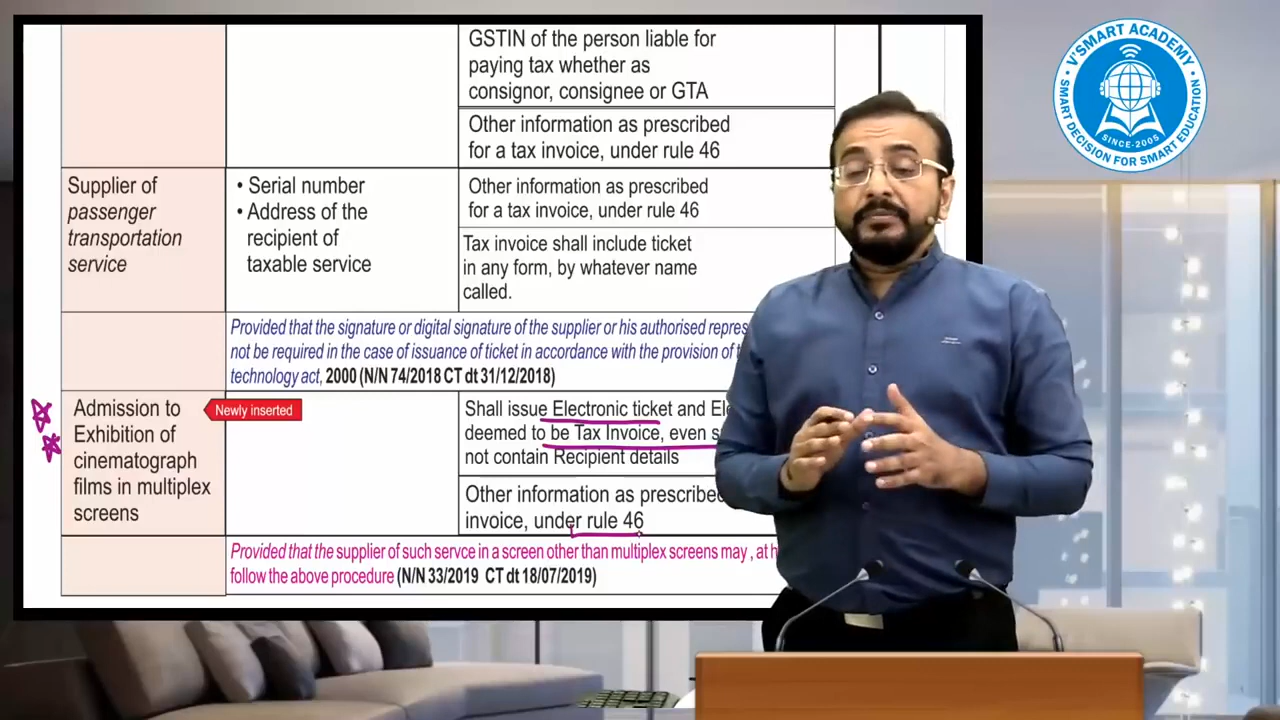 GSTIN of the person liable for
paying tax whether as
consignor, consignee or GTA
Other information as prescribed
for a tax invoice, under rule 46
Supplier of
passenger
transportation
service
• Serial number
• Address of the
recipient of
taxable service
Other information as prescribed
for a tax invoice, under rule 46
Tax invoice shall include ticket
in any form, by whatever name
called.
Provided that the signature or digital signature of the supplier or his authorised
not be required in the case of issuance of ticket in accordance with the provision of
technology act, 2000 (N/N 74/2018 CT dt 31/12/2018)
Admission to
Exhibition of
cinematograph
films in multiplex
screens
Newly inserted
Shall issue Electronic ticket and
deemed to be Tax Invoice, even
not contain Recipient details
Other information as prescribed
invoice, under rule 46
Provided that the supplier of such servce in a screen other than multiplex screens may, at
follow the above procedure (N/N 33/2019 CT dt 18/07/2019)
V'SMART ACADEMY
SINCE-2005
SMART DECISION FOR SMART EDUCATION